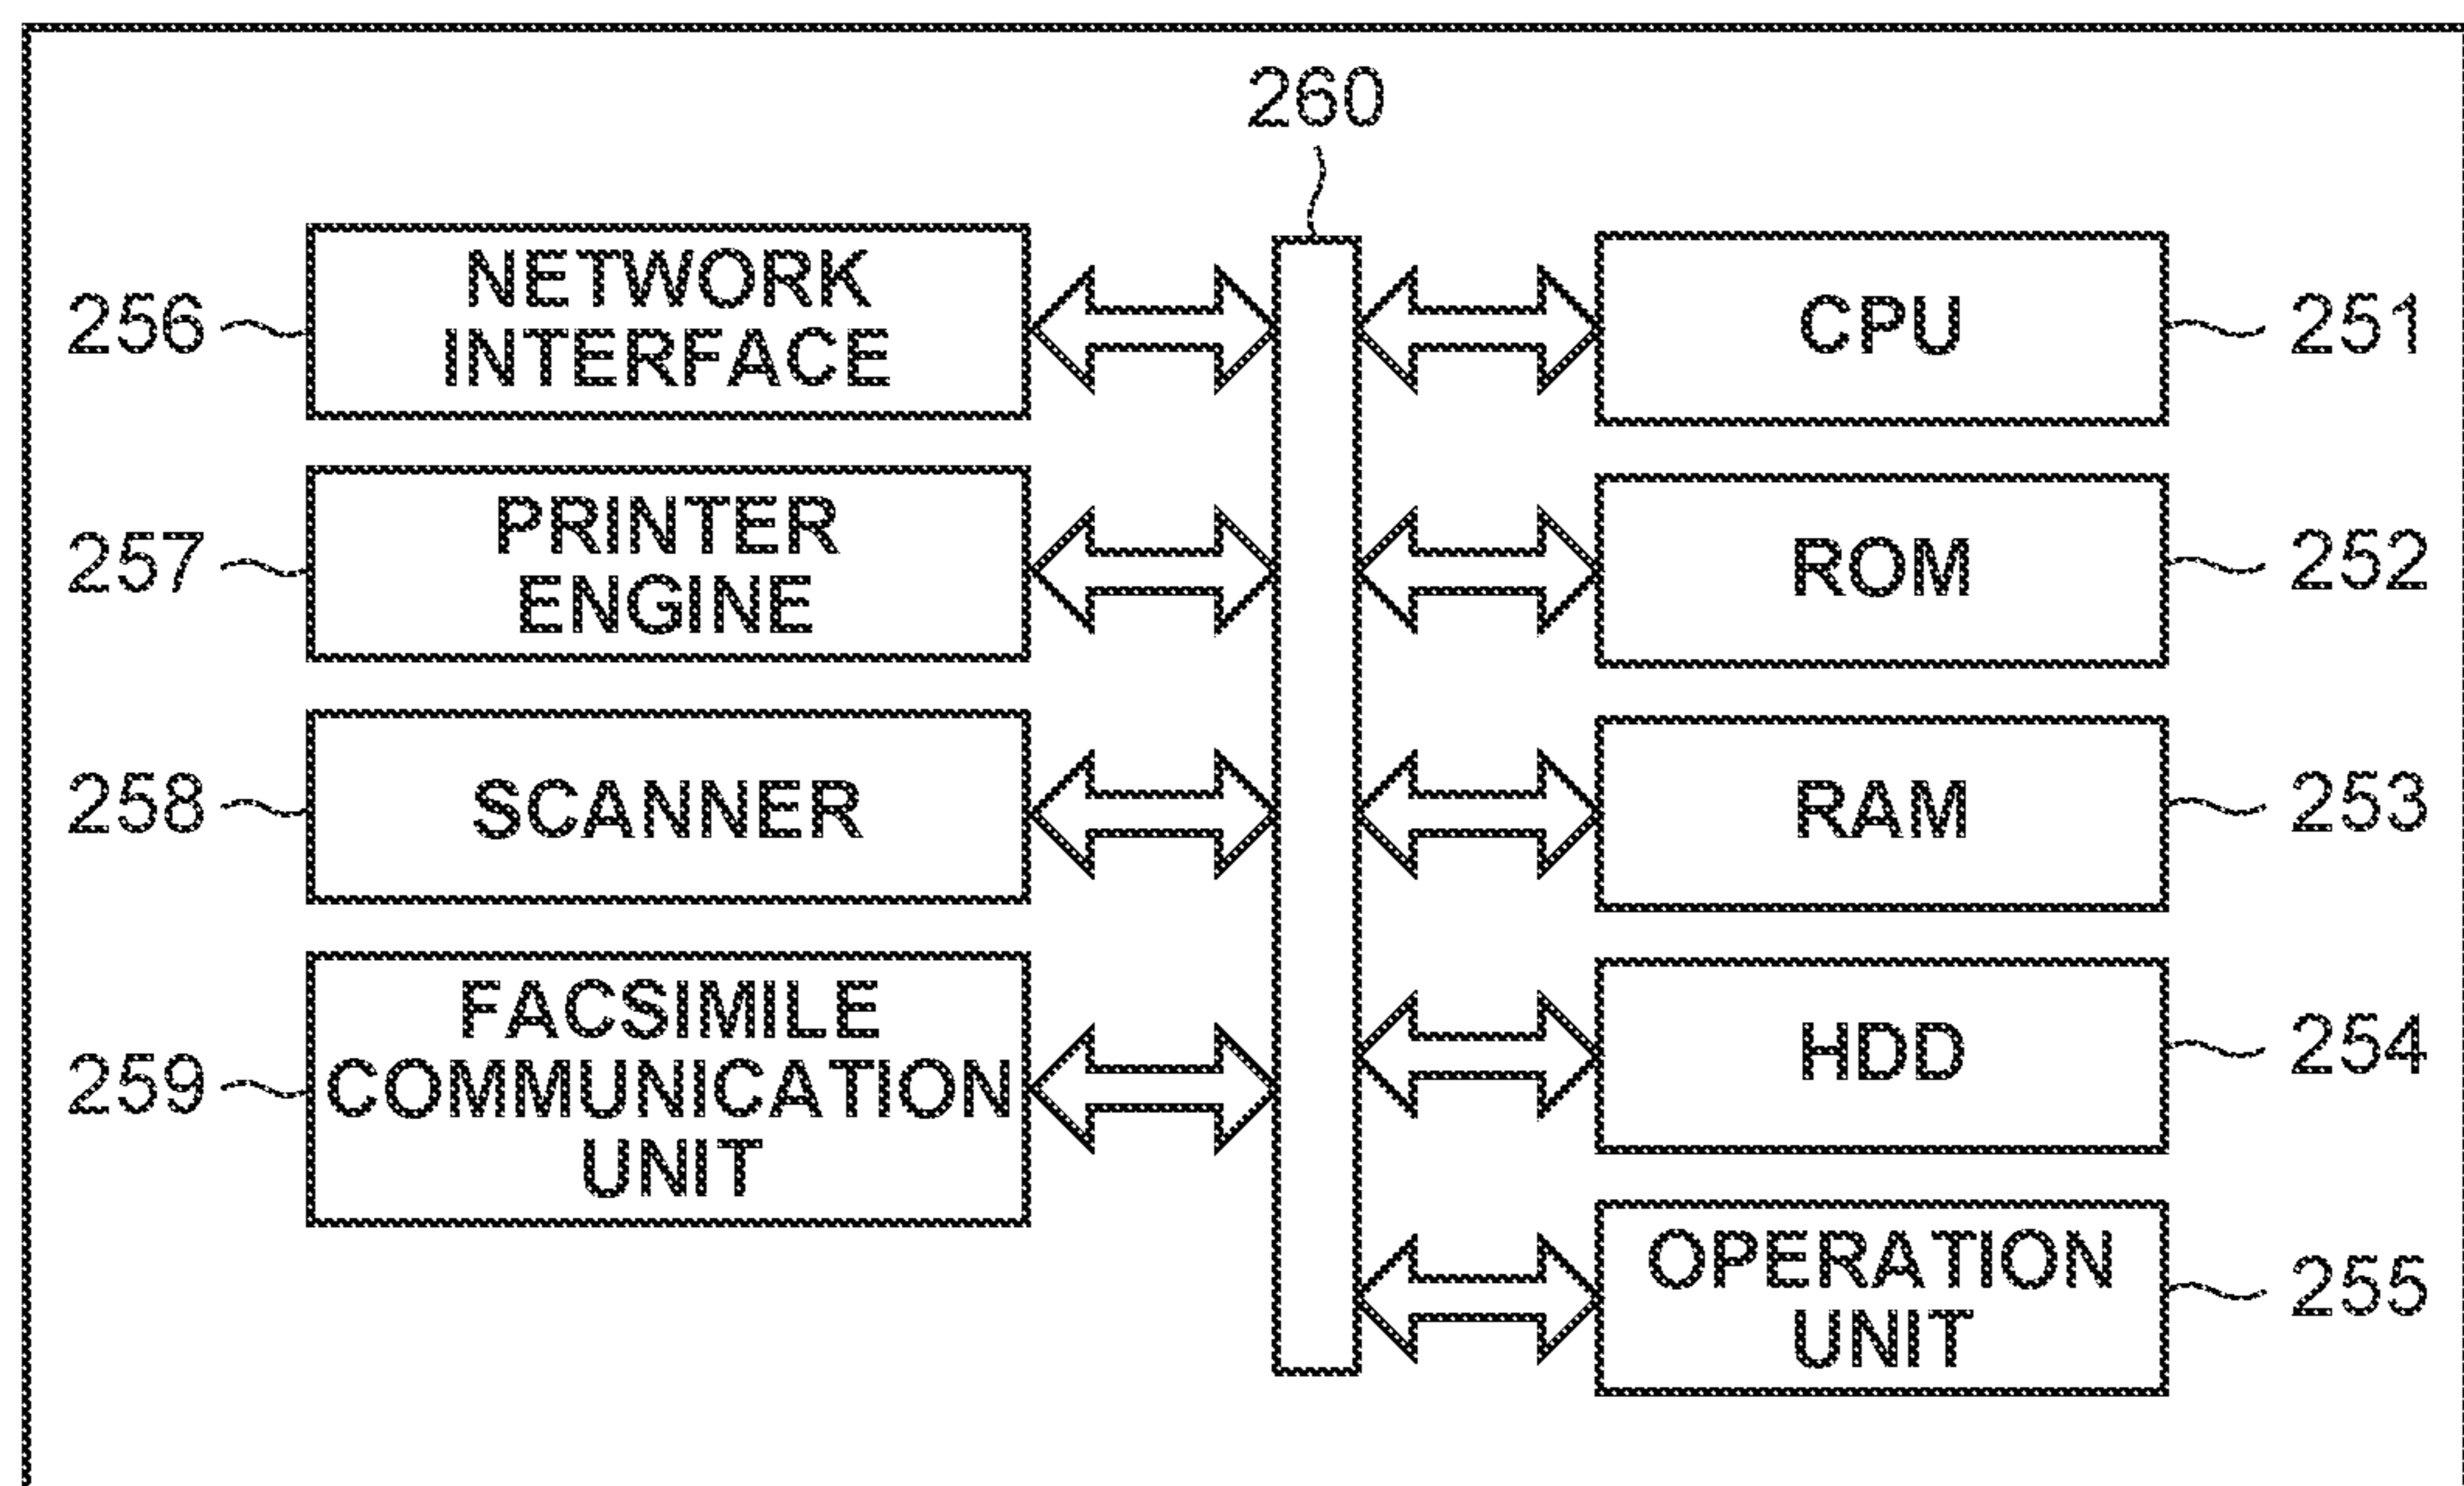 260
256
NETWORK
INTERFACE
CPU
251
257
PRINTER
ENGINE
ROM
252
258
SCANNER
RAM
253
259
FACSIMILE
COMMUNICATION
UNIT
HDD
254
OPERATION
UNIT
255